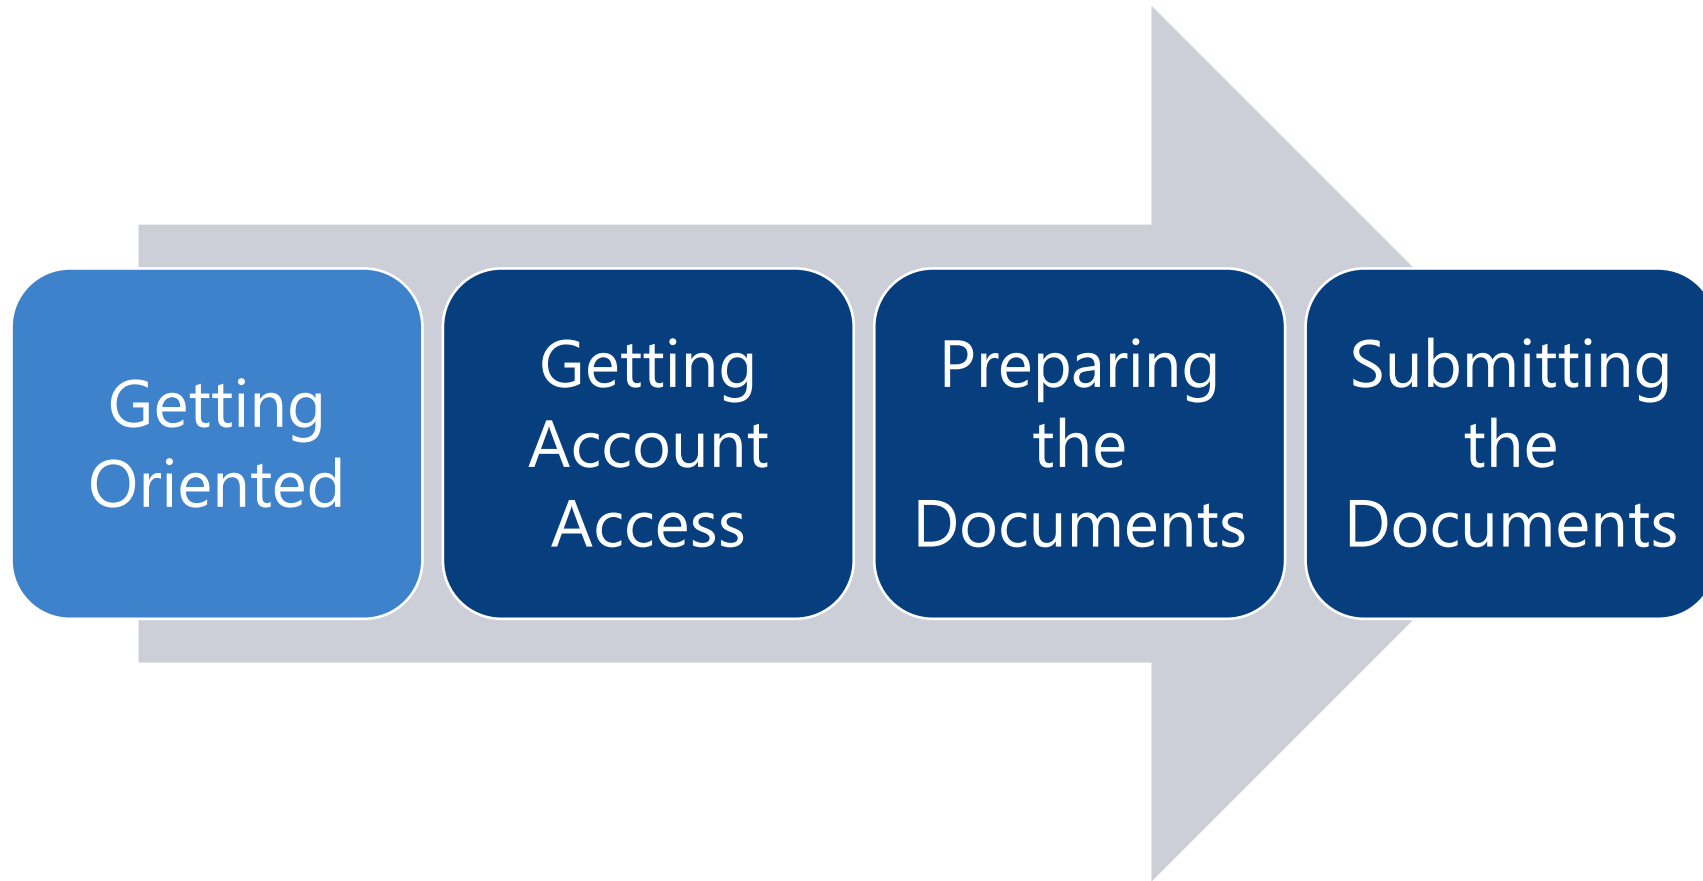 Getting
Oriented
Getting
Account
Access
Preparing
the
Documents
Submitting
the
Documents